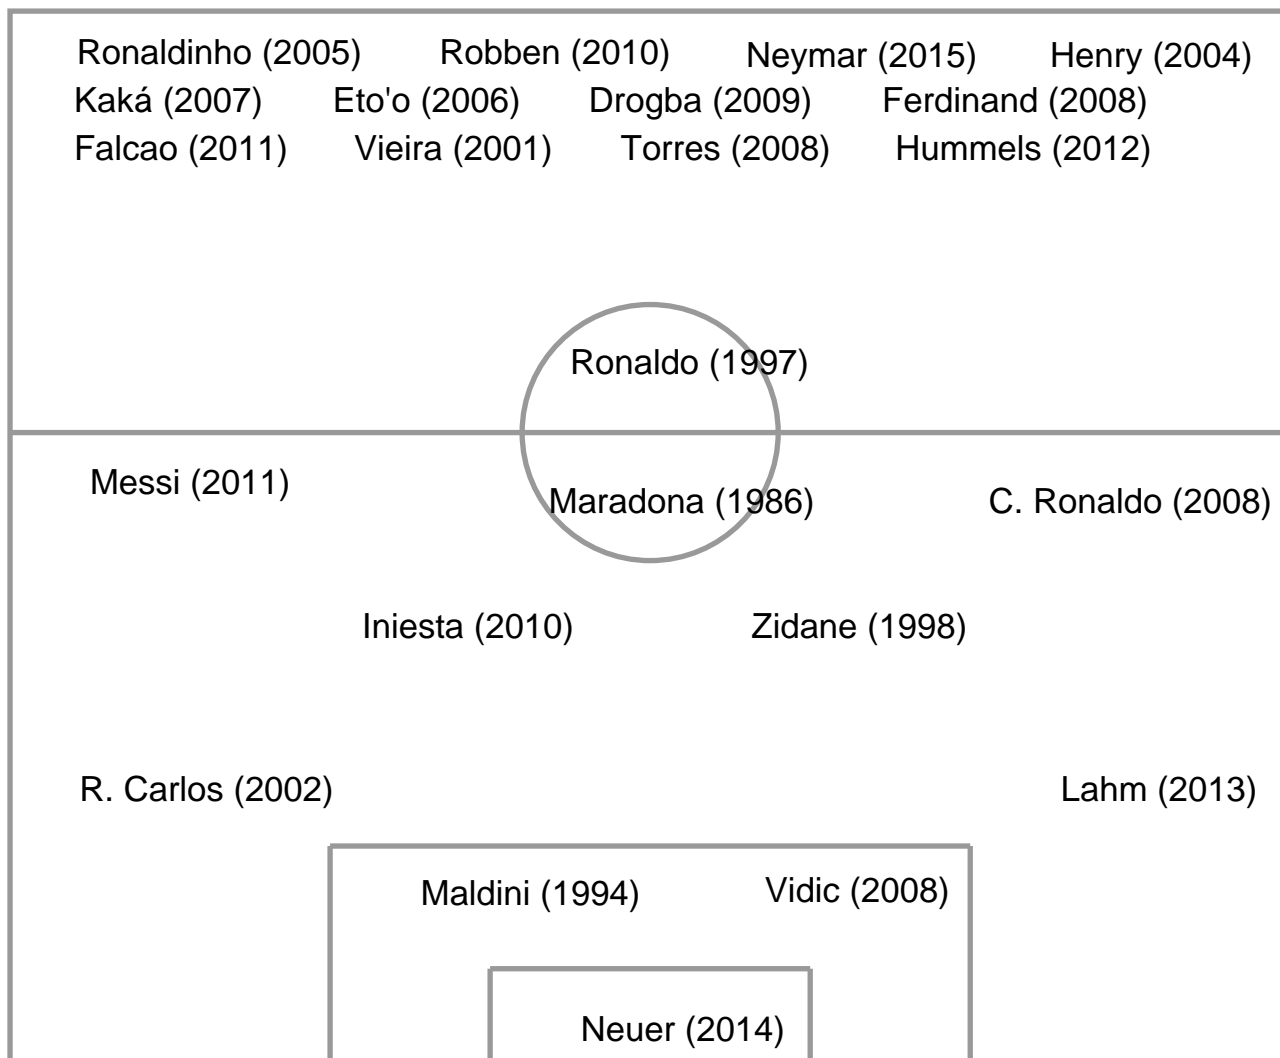 Ronaldinho (2005) Robben (2010) Neymar (2015) Henry (2004)
Kaká (2007) Eto'o (2006) Drogba (2009) Ferdinand (2008)
Falcao (2011) Vieira (2001) Torres (2008) Hummels (2012)
Ronaldo (1997)
Messi (2011) Maradona (1986) C. Ronaldo (2008)
Iniesta (2010) Zidane (1998)
R. Carlos (2002) Lahm (2013)
Maldini (1994) Vidic (2008)
Neuer (2014)